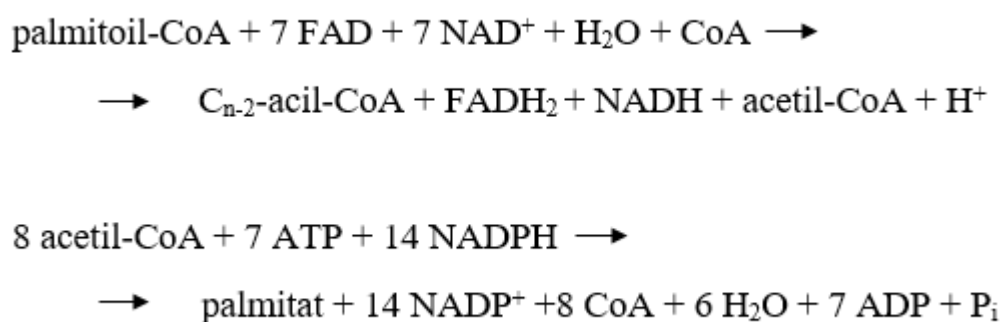 palmitoil-CoA + 7 FAD + 7 NAD⁺ + H₂O + CoA ⟶
⟶ Cₙ₋₂-acil-CoA + FADH₂ + NADH + acetil-CoA + H⁺
8 acetil-CoA + 7 ATP + 14 NADPH ⟶
⟶ palmitat + 14 NADP⁺ +8 CoA + 6 H₂O + 7 ADP + Pᵢ